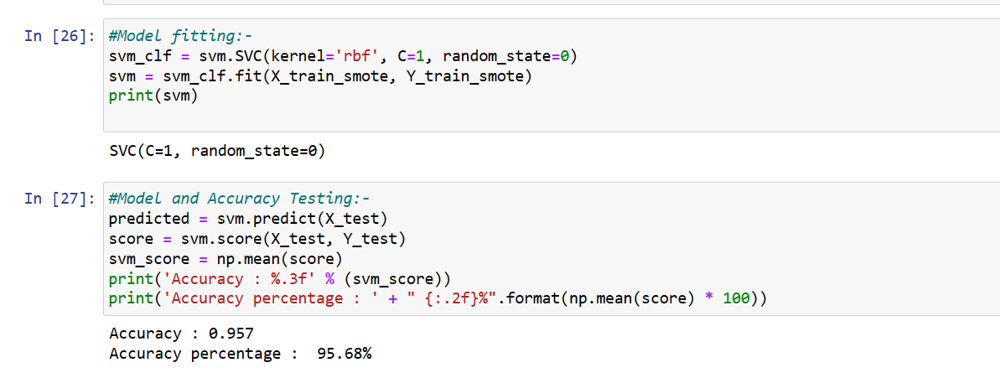 In [26]: #Model fitting:-
svm_clf = svm.SVC(kernel='rbf', C=1, random_state=0)
svm = svm_clf.fit(X_train_smote, Y_train_smote)
print(svm)
SVC(C=1, random_state=0)
In [27]: #Model and Accuracy Testing:-
predicted = svm.predict(X_test)
score = svm.score(X_test, Y_test)
svm_score = np.mean(score)
print('Accuracy : %.3f' % (svm_score))
print('Accuracy percentage : ' + " {:.2f}%".format(np.mean(score) * 100))
Accuracy : 0.957
Accuracy percentage :  95.68%